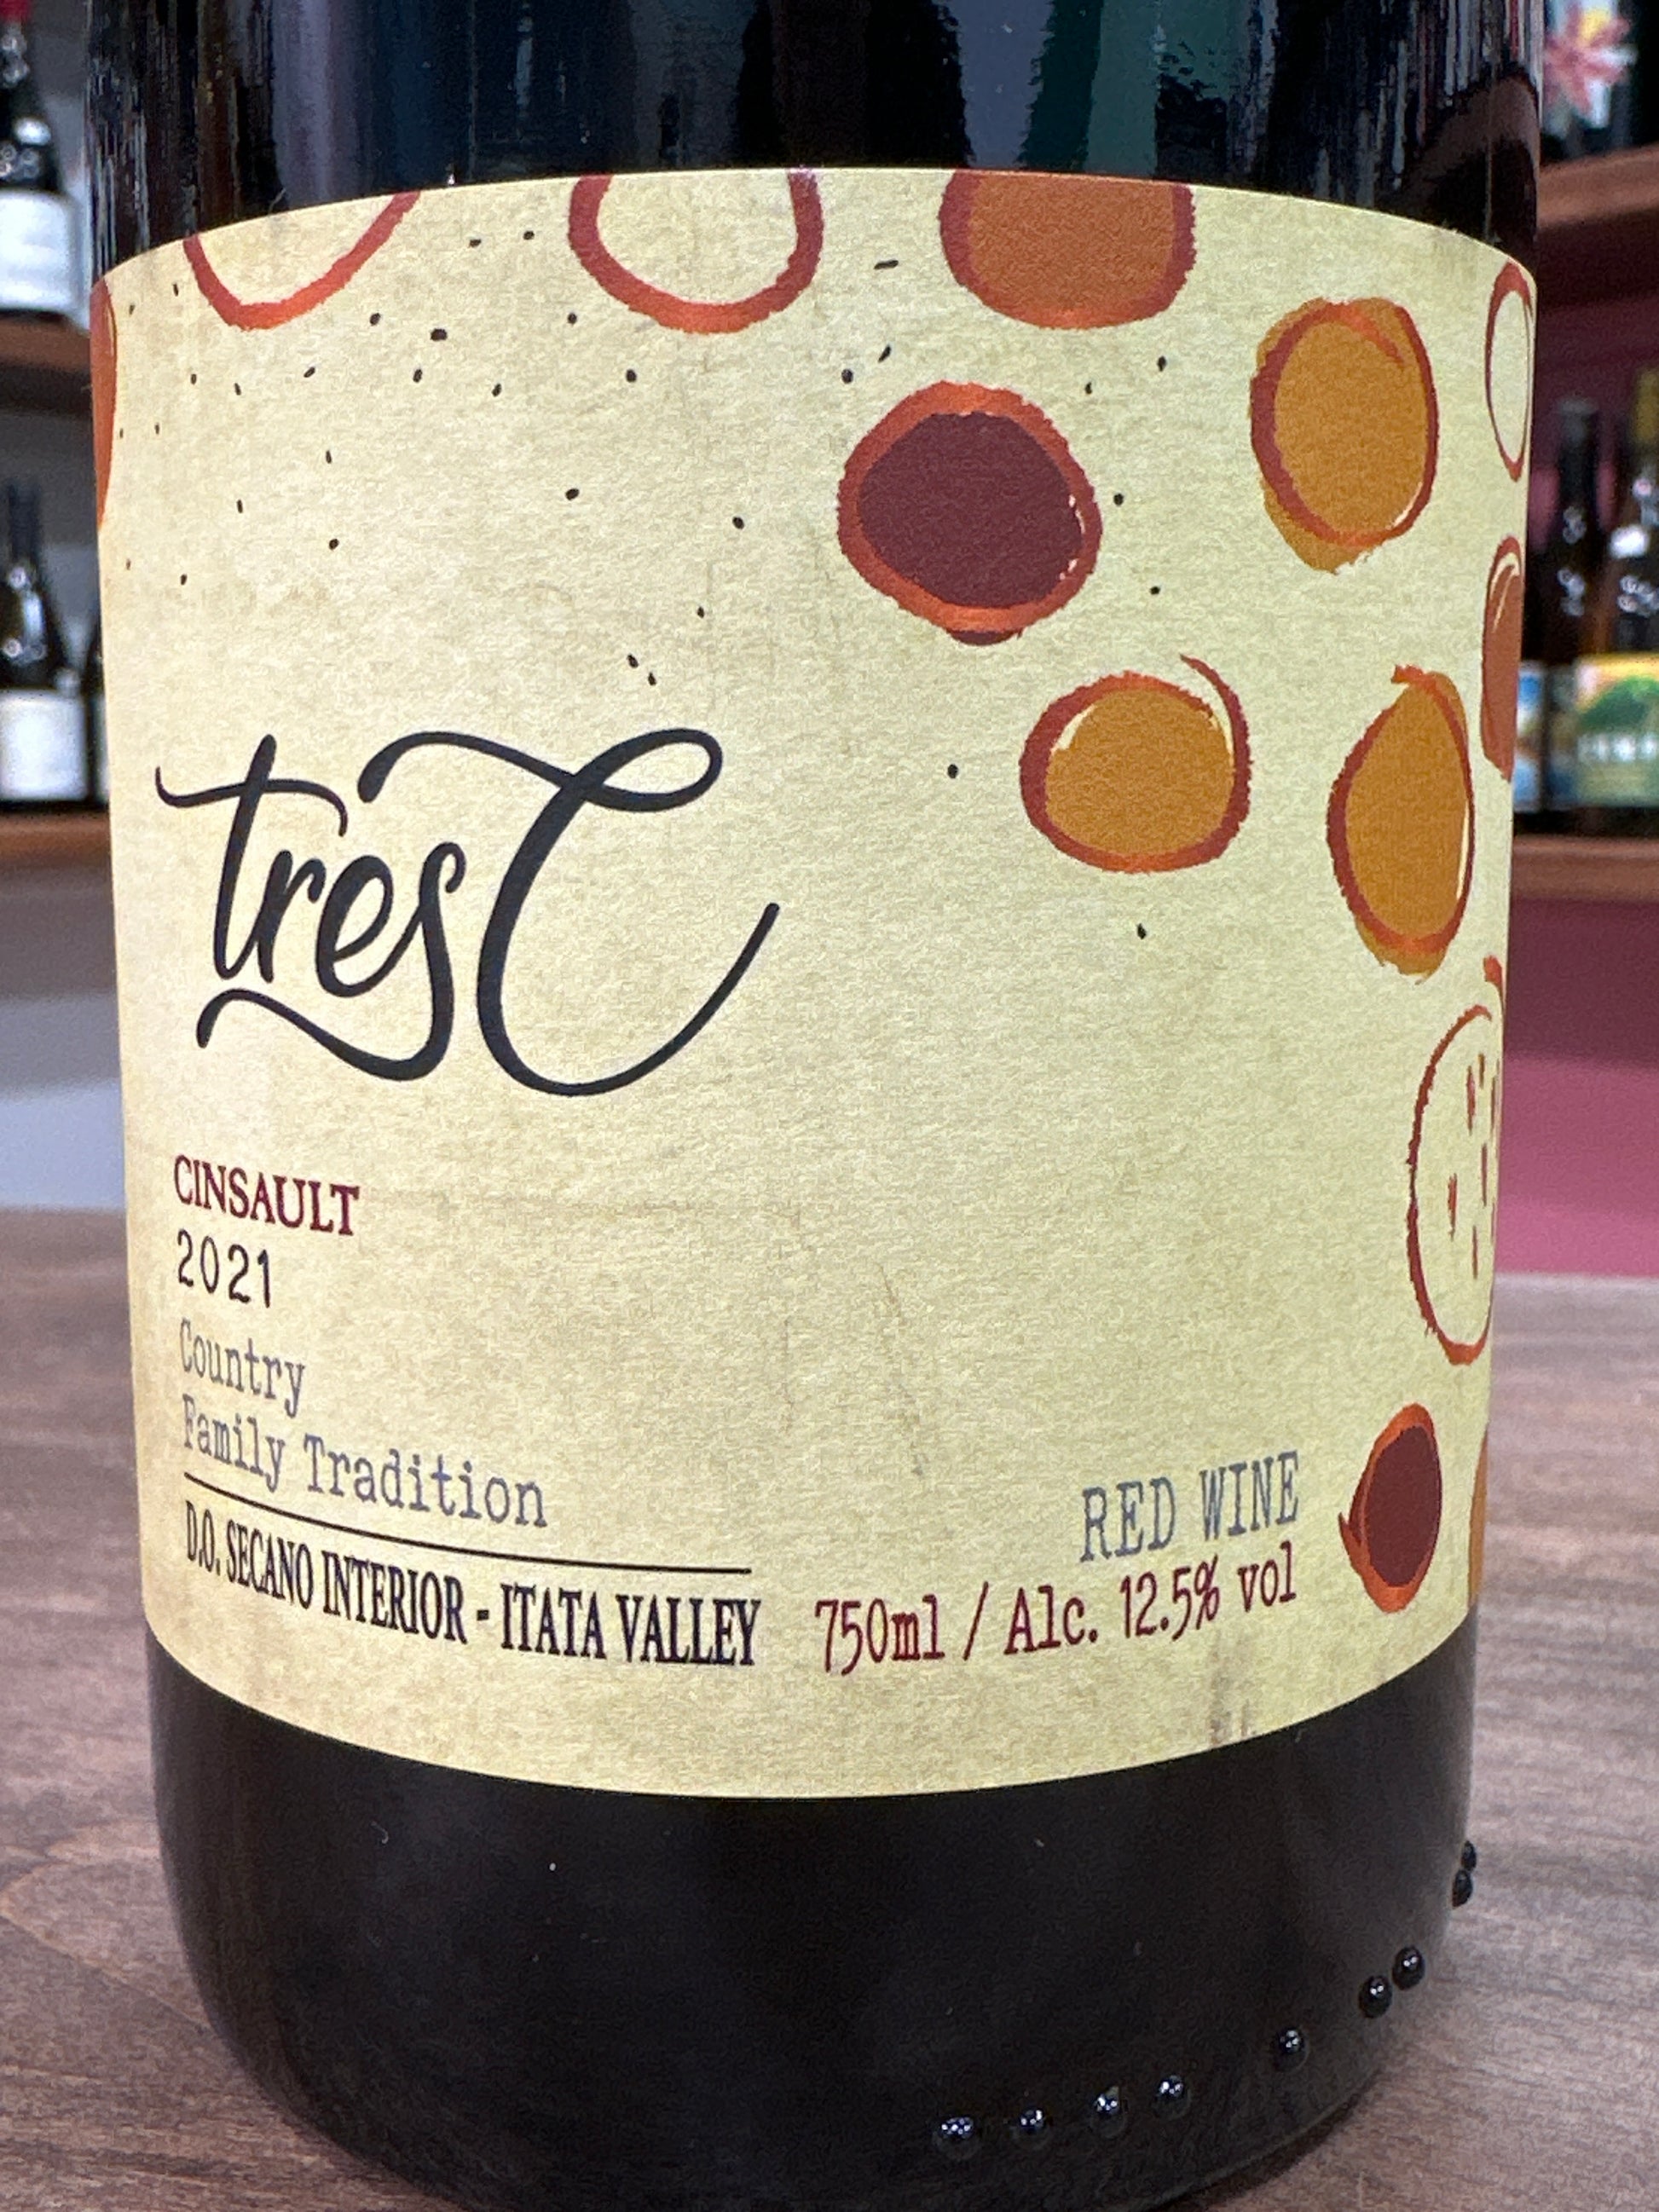 tresC
CINSAULT
2021
Country
Family Tradition
D.O. SECANO INTERIOR - ITATA VALLEY
RED WINE
750ml / Alc. 12.5% vol